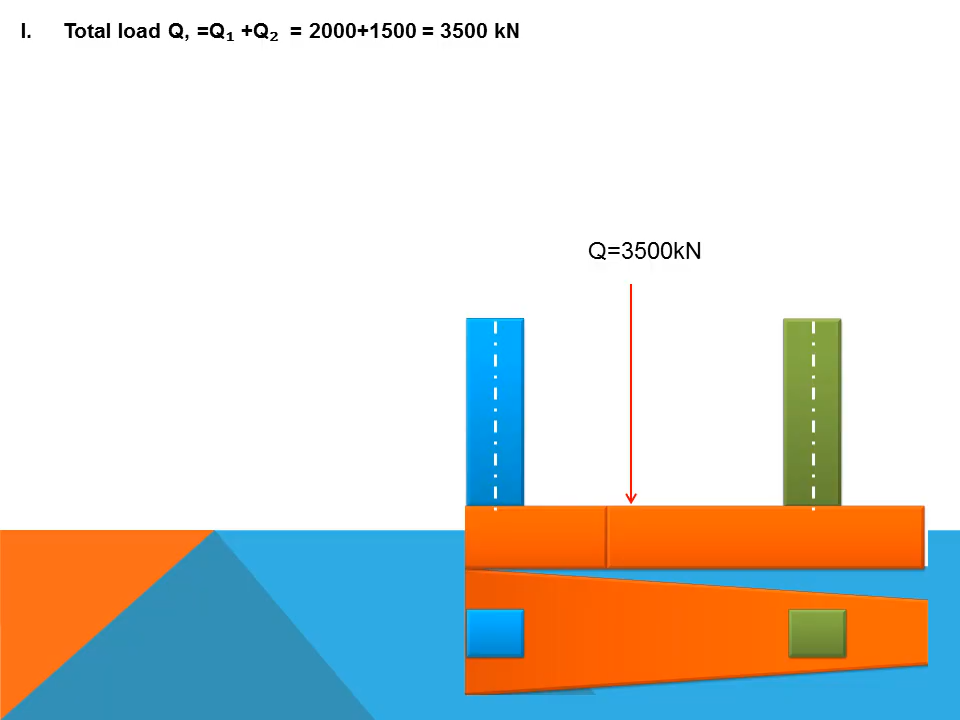 I. Total load Q, =Q₁ +Q₂ = 2000+1500 = 3500 kN
Q=3500kN